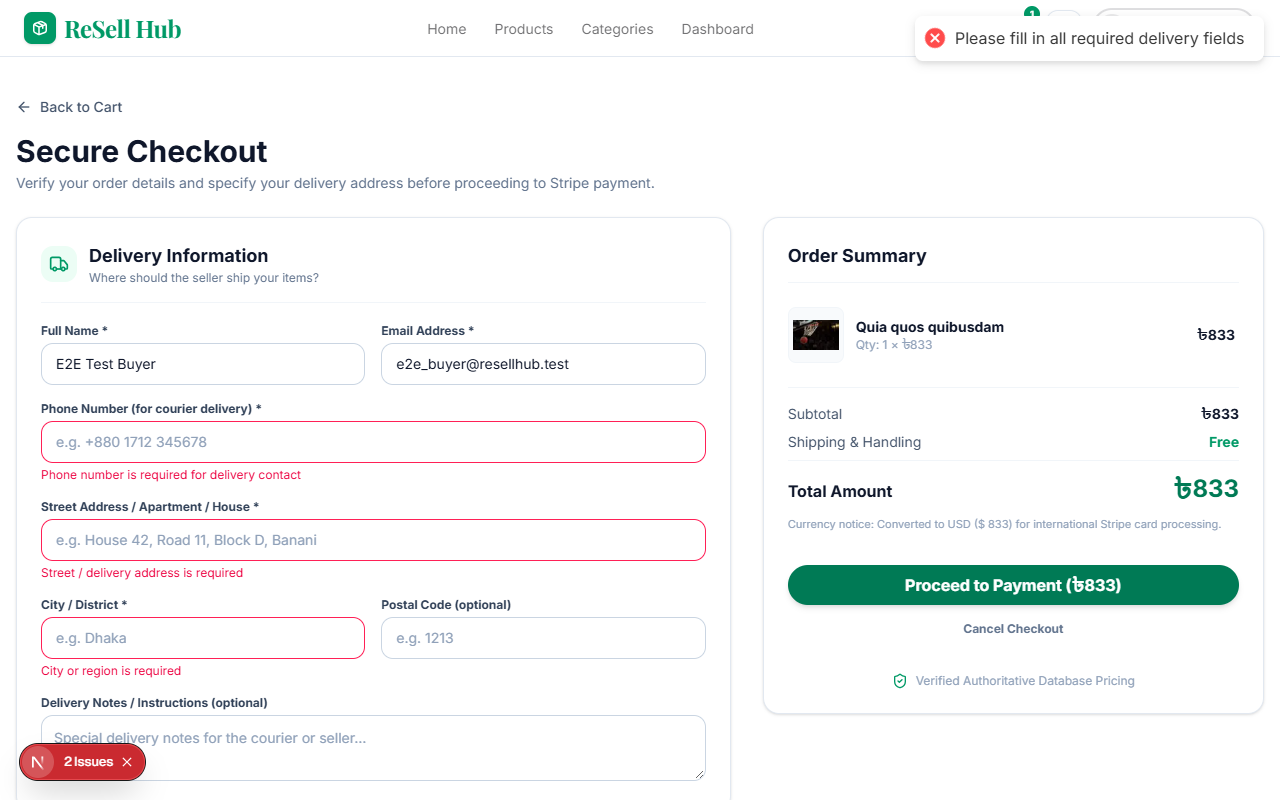 ReSell Hub
Home
Products
Categories
Dashboard
1
Please fill in all required delivery fields
Back to Cart
Secure Checkout
Verify your order details and specify your delivery address before proceeding to Stripe payment.
Delivery Information
Where should the seller ship your items?
Full Name *
Email Address *
E2E Test Buyer
e2e_buyer@resellhub.test
Phone Number (for courier delivery) *
e.g. +880 1712 345678
Phone number is required for delivery contact
Street Address / Apartment / House *
e.g. House 42, Road 11, Block D, Banani
Street / delivery address is required
City / District *
Postal Code (optional)
e.g. Dhaka
e.g. 1213
City or region is required
Delivery Notes / Instructions (optional)
Special delivery notes for the courier or seller...
N
2 Issues
Order Summary
Quia quos quibusdam
Qty: 1 × ৳833
৳833
Subtotal
৳833
Shipping & Handling
Free
Total Amount
৳833
Currency notice: Converted to USD ($ 833) for international Stripe card processing.
Proceed to Payment (৳833)
Cancel Checkout
Verified Authoritative Database Pricing